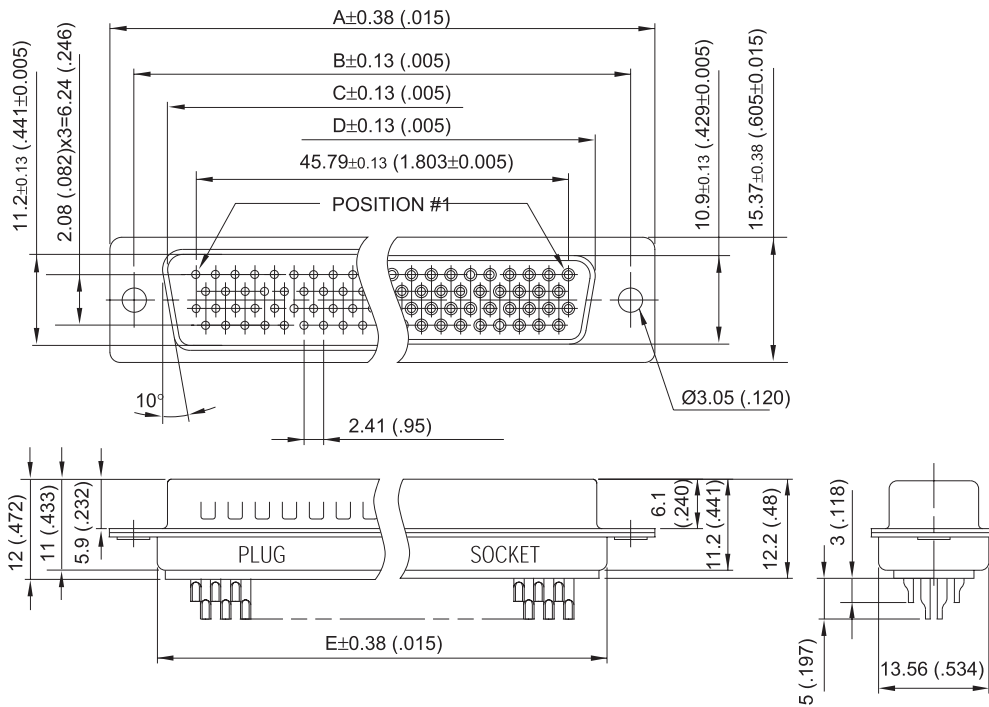 A±0.38 (.015)
B±0.13 (.005)
C±0.13 (.005)
D±0.13 (.005)
45.79±0.13 (1.803±0.005)
POSITION #1
11.2±0.13 (.441±0.005)
2.08 (.082)x3=6.24 (.246)
10.9±0.13 (.429±0.005)
15.37±0.38 (.605±0.015)
10°
2.41 (.95)
Ø3.05 (.120)
12 (.472)
11 (.433)
5.9 (.232)
PLUG
SOCKET
6.1
(.240)
11.2 (.441)
12.2 (.48)
3 (.118)
E±0.38 (.015)
5 (.197)
13.56 (.534)